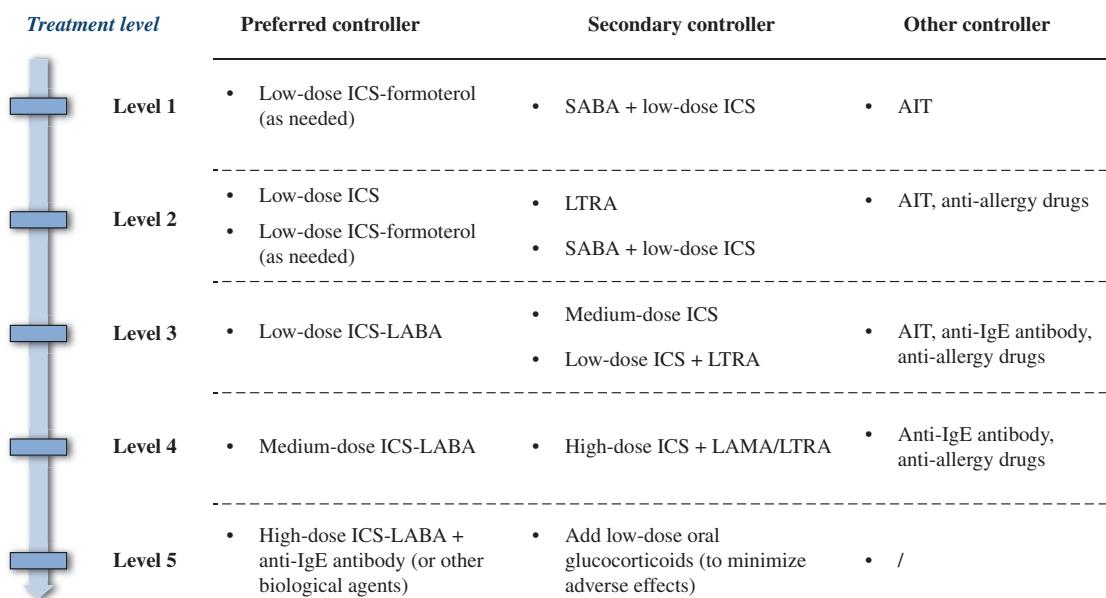 Treatment level Preferred controller Secondary controller Other controller
Level 1
• Low-dose ICS-formoterol
(as needed)
• SABA + low-dose ICS
• AIT
Level 2
• Low-dose ICS
• Low-dose ICS-formoterol
(as needed)
• LTRA
• SABA + low-dose ICS
• AIT, anti-allergy drugs
Level 3
• Low-dose ICS-LABA
• Medium-dose ICS
• Low-dose ICS + LTRA
• AIT, anti-IgE antibody,
anti-allergy drugs
Level 4
• Medium-dose ICS-LABA
• High-dose ICS + LAMA/LTRA
• Anti-IgE antibody,
anti-allergy drugs
Level 5
• High-dose ICS-LABA +
anti-IgE antibody (or other
biological agents)
• Add low-dose oral
glucocorticoids (to minimize
adverse effects)
• /